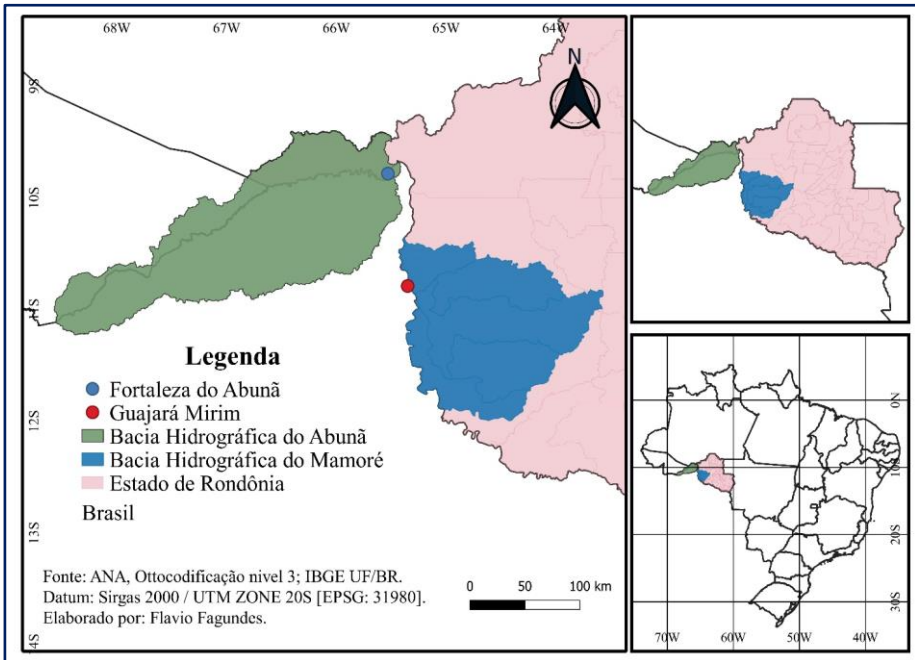 68W 67W 66W 65W 64W
N
9S
10S
11S
12S
13S
14S
Legenda
Fortaleza do Abunã
Guajará Mirim
Bacia Hidrográfica do Abunã
Bacia Hidrográfica do Mamoré
Estado de Rondônia
Brasil
Fonte: ANA, Ottocodificação nivel 3; IBGE UF/BR.
Datum: Sirgas 2000 / UTM ZONE 20S [EPSG: 31980].
Elaborado por: Flavio Fagundes.
0 50 100 km
0N
10S
20S
30S
70W 60W 50W 40W